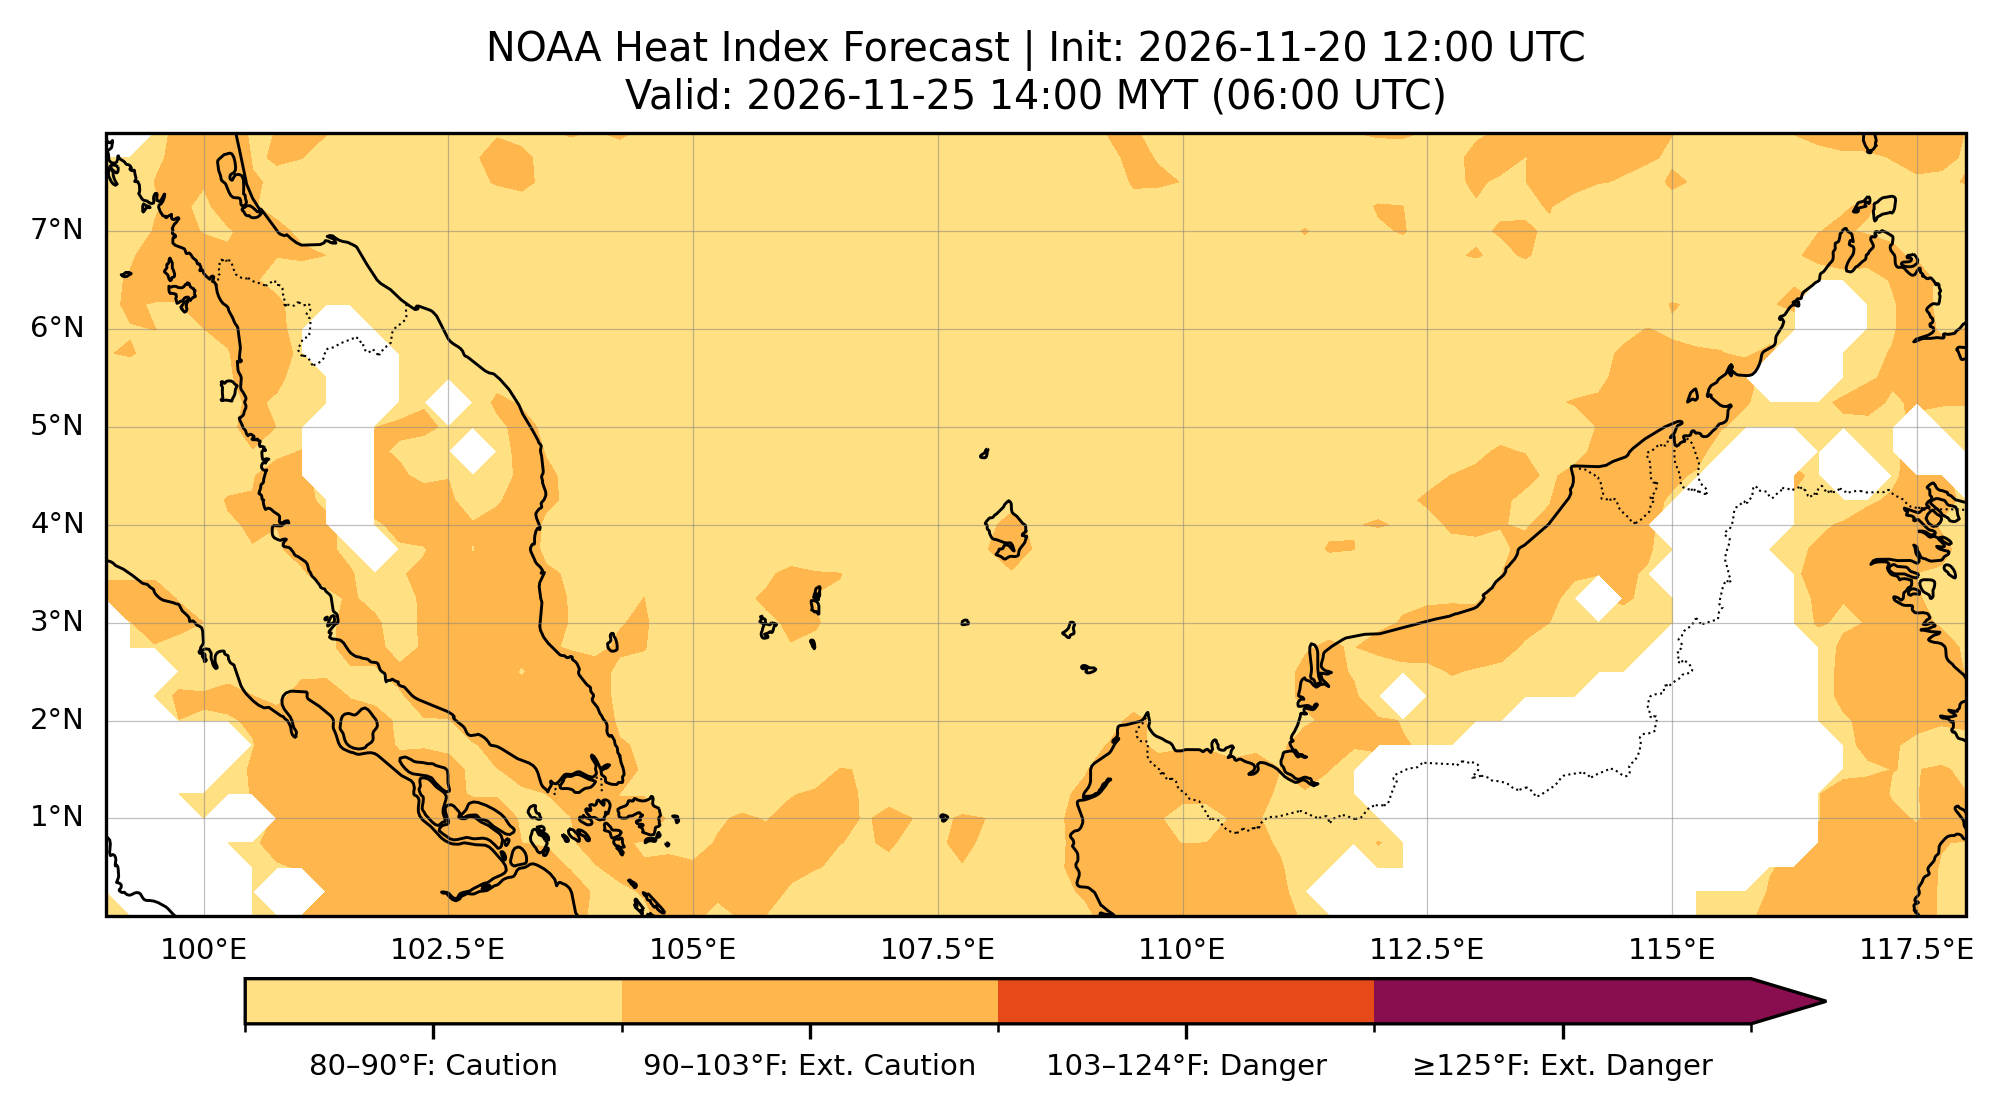 NOAA Heat Index Forecast | Init: 2026-11-20 12:00 UTC
Valid: 2026-11-25 14:00 MYT (06:00 UTC)
7°N
6°N
5°N
4°N
3°N
2°N
1°N
100°E 102.5°E 105°E 107.5°E 110°E 112.5°E 115°E 117.5°E
80–90°F: Caution 90–103°F: Ext. Caution 103–124°F: Danger ≥125°F: Ext. Danger